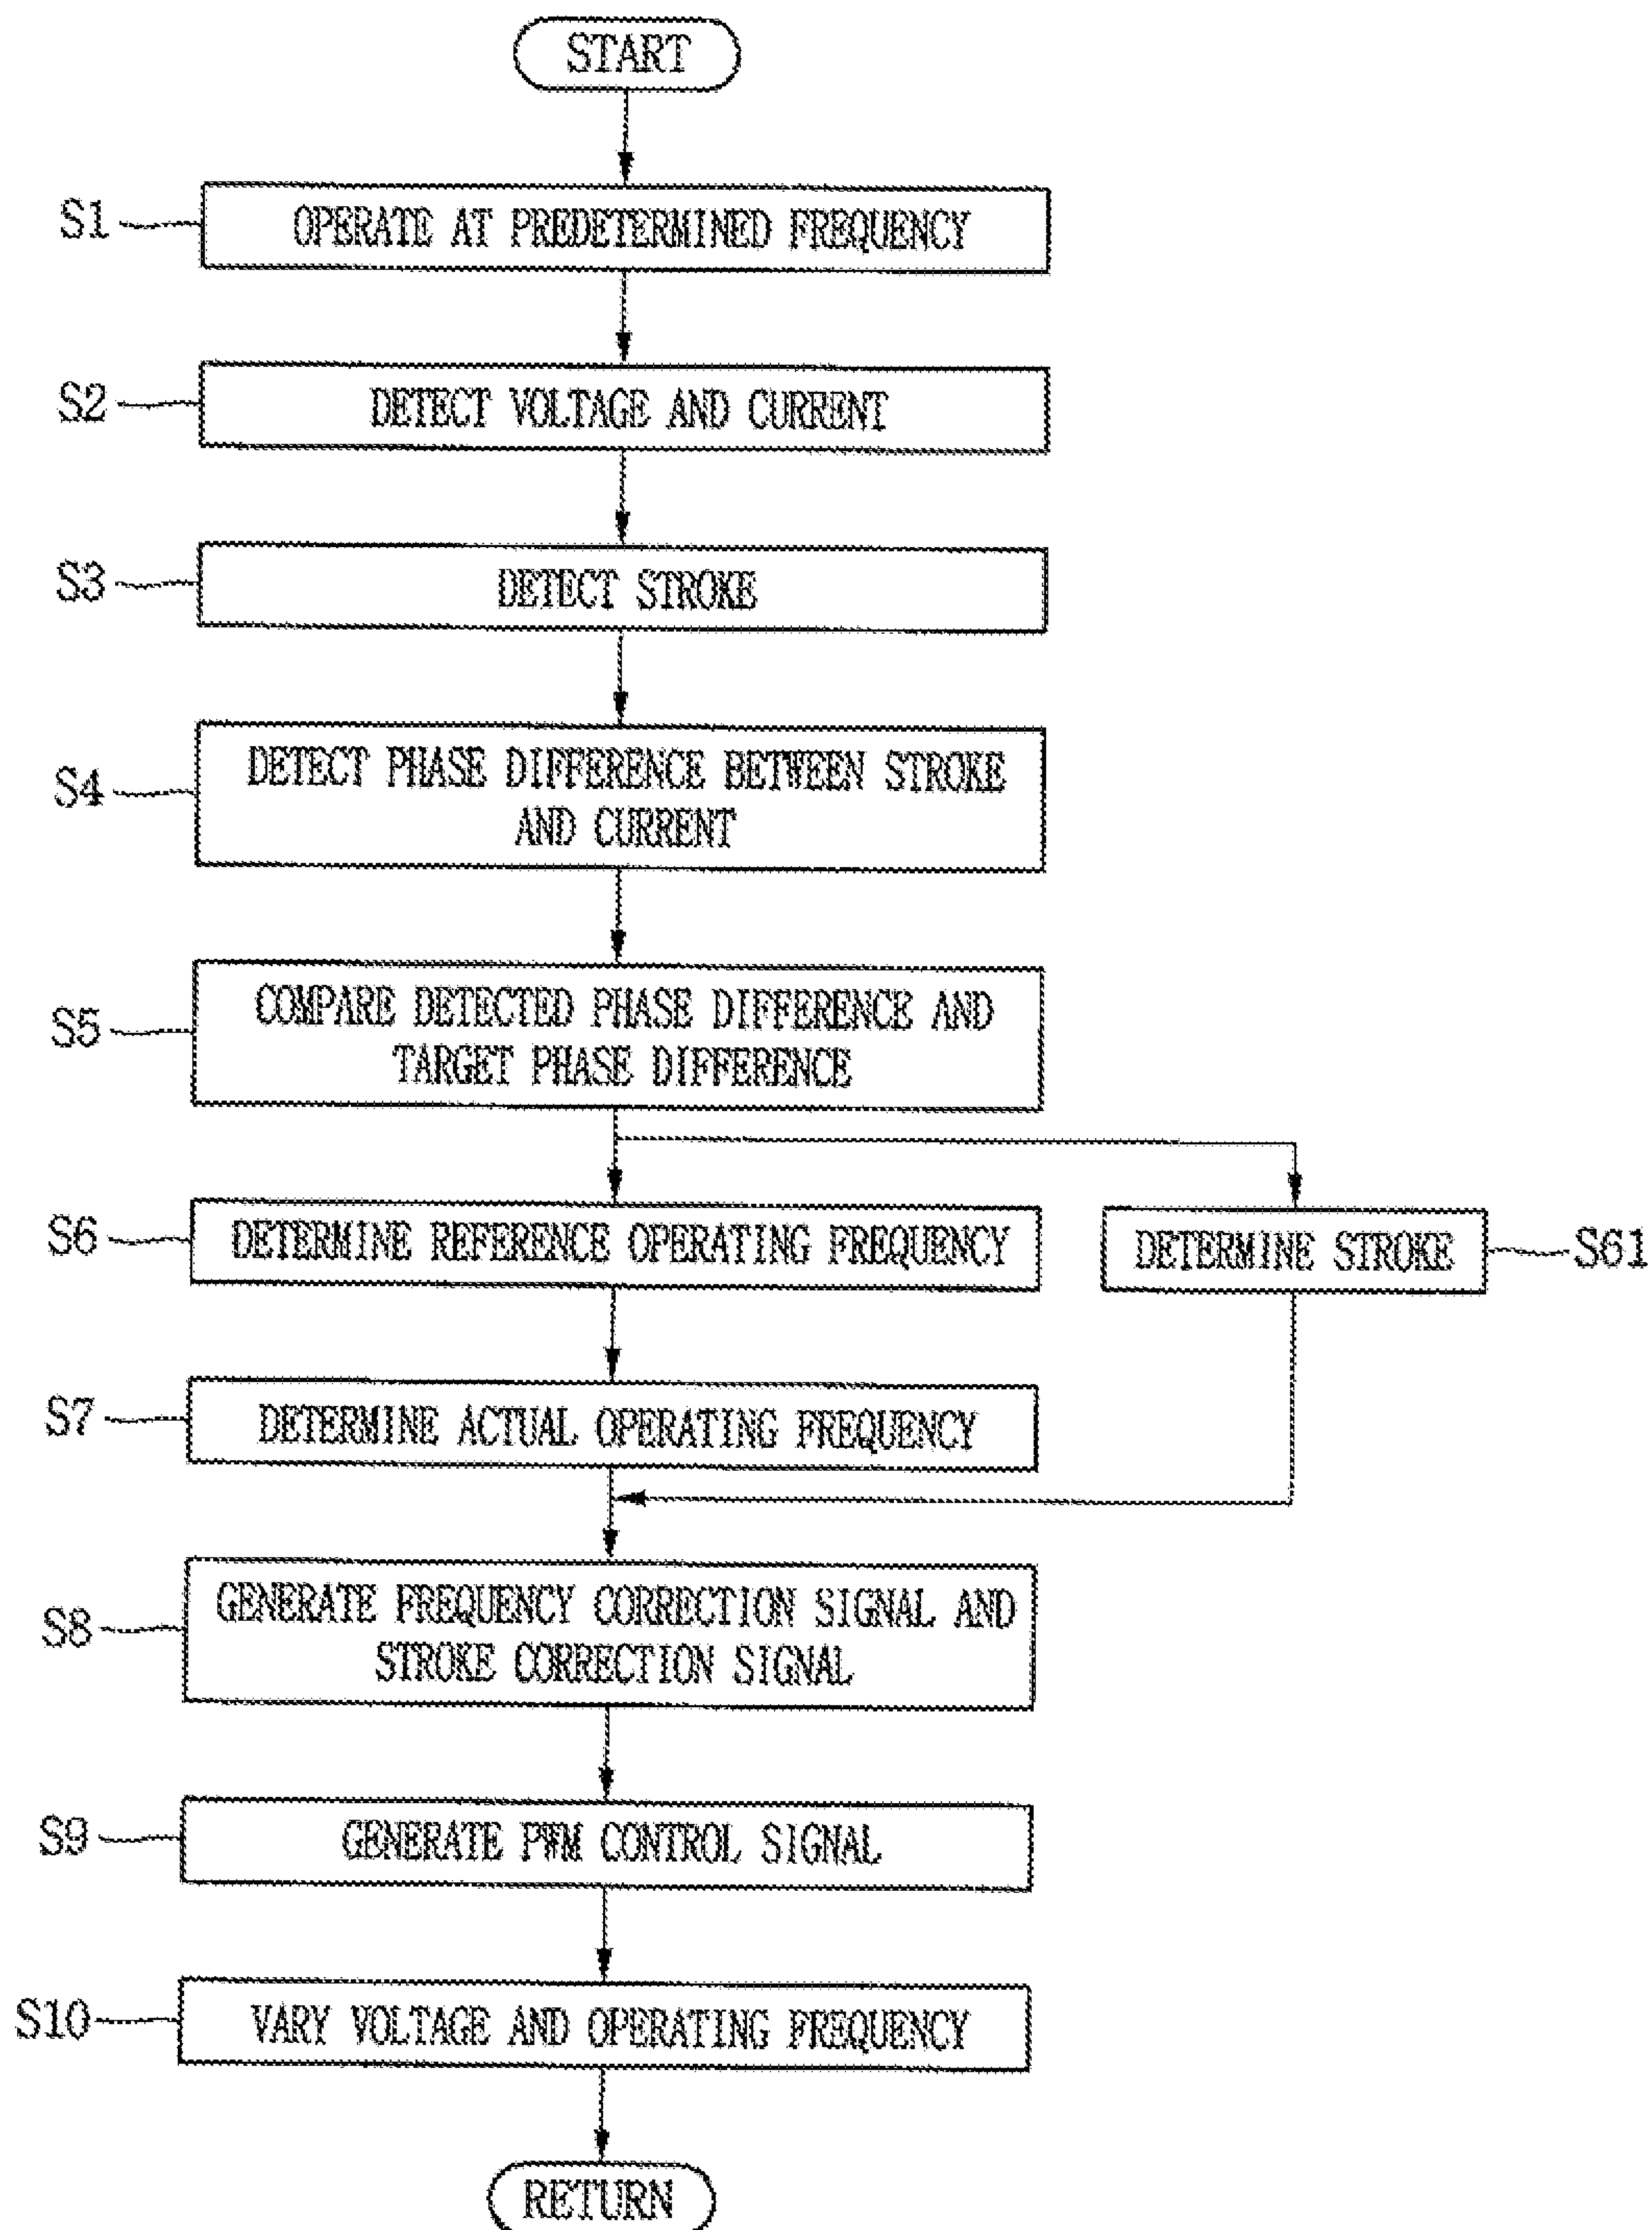 START
S1
OPERATE AT PREDETERMINED FREQUENCY
S2
DETECT VOLTAGE AND CURRENT
S3
DETECT STROKE
S4
DETECT PHASE DIFFERENCE BETWEEN STROKE
AND CURRENT
S5
COMPARE DETECTED PHASE DIFFERENCE AND
TARGET PHASE DIFFERENCE
S6
DETERMINE REFERENCE OPERATING FREQUENCY
DETERMINE STROKE
S61
S7
DETERMINE ACTUAL OPERATING FREQUENCY
S8
GENERATE FREQUENCY CORRECTION SIGNAL AND
STROKE CORRECTION SIGNAL
S9
GENERATE PWM CONTROL SIGNAL
S10
VARY VOLTAGE AND OPERATING FREQUENCY
RETURN